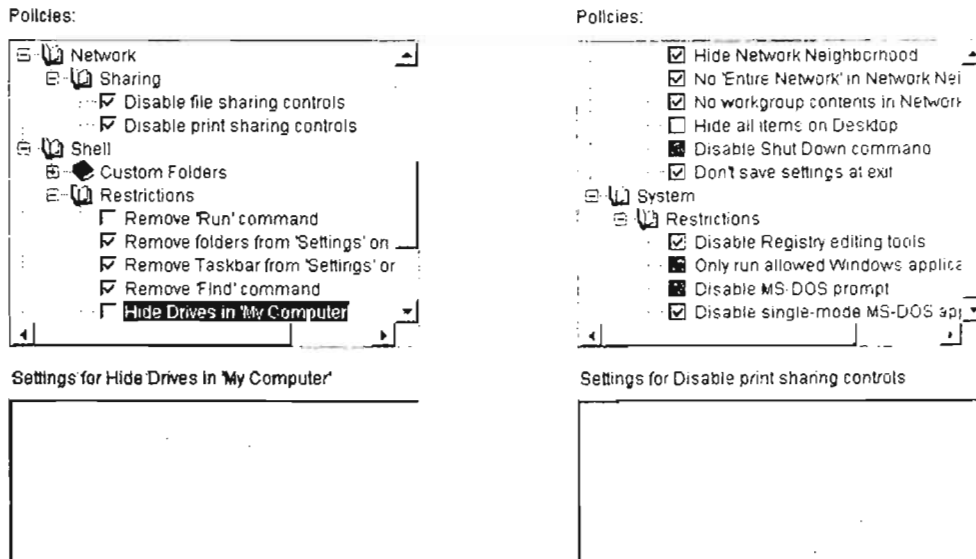 Policies:
Network
Sharing
Disable file sharing controls
Disable print sharing controls
Shell
Custom Folders
Restrictions
Remove 'Run' command
Remove folders from 'Settings' on
Remove Taskbar from 'Settings' or
Remove 'Find' command
Hide Drives in 'My Computer
Settings for Hide Drives in 'My Computer'
Policies:
Hide Network Neighborhood
No 'Entire Network' in Network Nei
No workgroup contents in Network
Hide all items on Desktop
Disable Shut Down command
Don't save settings at exit
System
Restrictions
Disable Registry editing tools
Only run allowed Windows applica
Disable MS-DOS prompt
Disable single-mode MS-DOS app
Settings for Disable print sharing controls